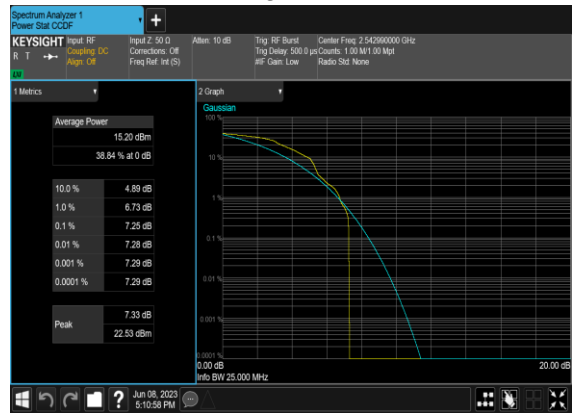 Spectrum Analyzer 1
Power Stat CCDF
+
KEYSIGHT Input: RF Input Z: 50 Ω Atten: 10 dB Trig: RF Burst Center Freq: 2.542990000 GHz
R T Coupling: DC Corrections: Off Trig Delay: 500.0 µs Counts: 1.00 M/1.00 Mpt
Align: Off Freq Ref: Int (S) #IF Gain: Low Radio Std: None
1 Metrics
2 Graph
Gaussian
Average Power
15.20 dBm
38.84 % at 0 dB
10.0 % 4.89 dB
1.0 % 6.73 dB
0.1 % 7.25 dB
0.01 % 7.28 dB
0.001 % 7.29 dB
0.0001 % 7.29 dB
Peak 7.33 dB
22.53 dBm
100 %
10 %
1 %
0.1 %
0.01 %
0.001 %
0.0001 %
0.00 dB 20.00 dB
Info BW 25.000 MHz
? Jun 08, 2023
5:10:58 PM